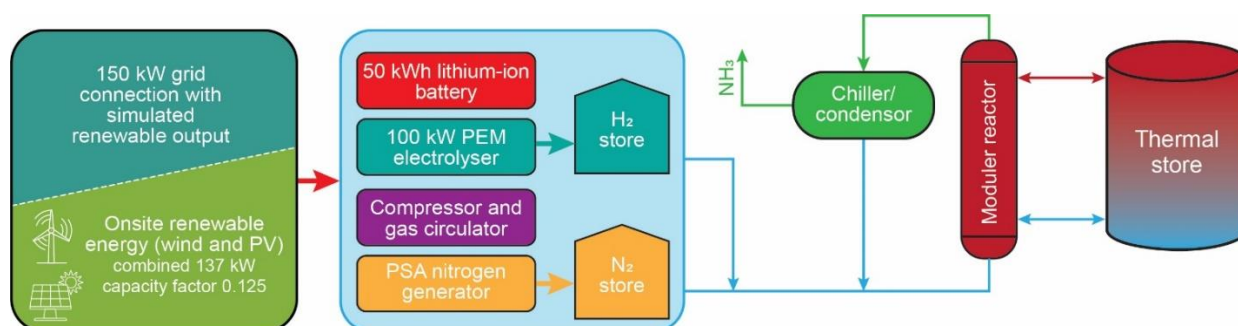 150 kW grid
connection with
simulated
renewable output
Onsite renewable
energy (wind and PV)
combined 137 kW
capacity factor 0.125
50 kWh lithium-ion
battery
100 kW PEM
electrolyser
Compressor and
gas circulator
PSA nitrogen
generator
H₂
store
N₂
store
NH₃
Chiller/
condensor
Moduler reactor
Thermal
store